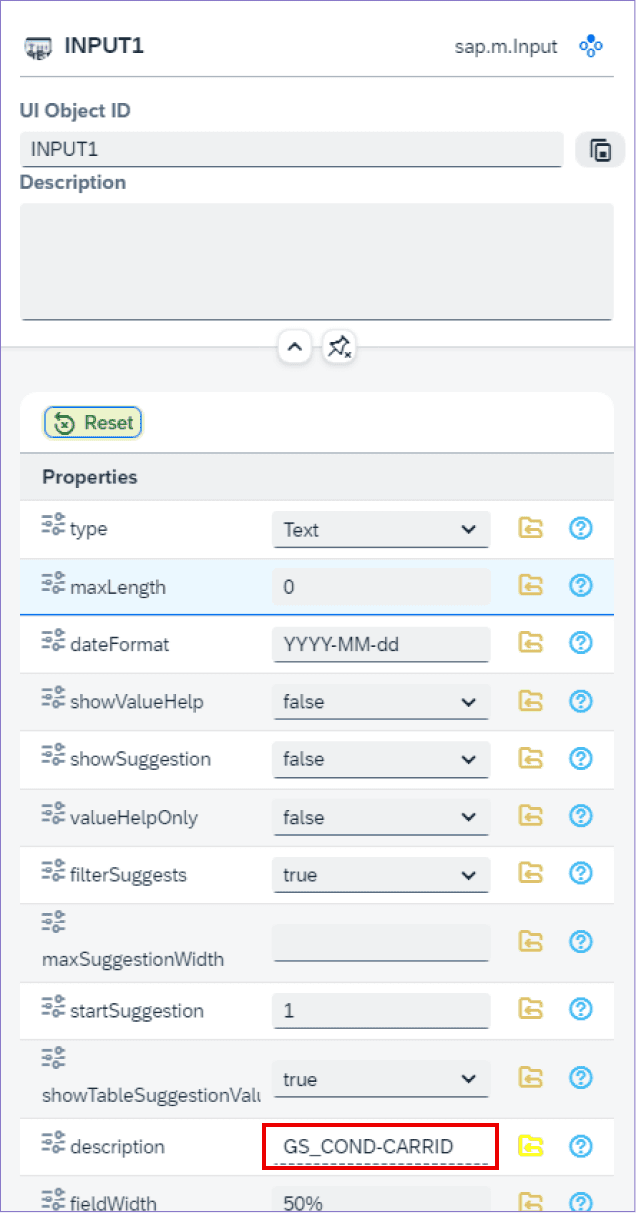 INPUT1 sap.m.Input
UI Object ID
INPUT1
Description
Reset
Properties
type Text
maxLength 0
dateFormat YYYY-MM-dd
showValueHelp false
showSuggestion false
valueHelpOnly false
filterSuggests true
maxSuggestionWidth
startSuggestion 1
showTableSuggestionValu true
description GS_COND-CARRID
fieldWidth 50%